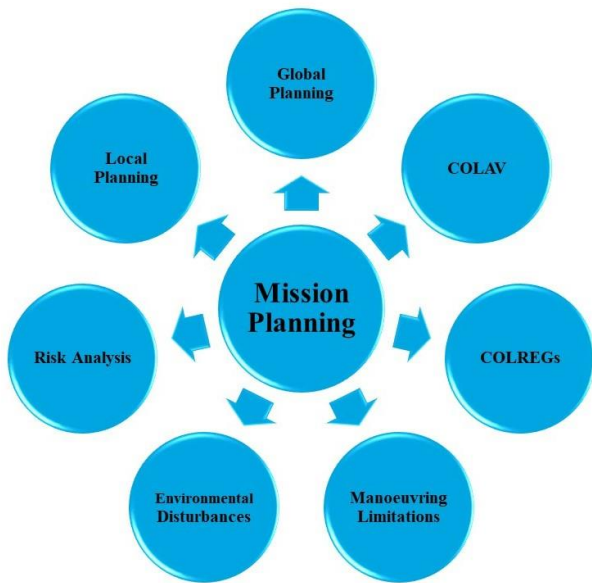 Global
Planning
Local
Planning
COLAV
Mission
Planning
Risk Analysis
COLREGs
Environmental
Disturbances
Manoeuvring
Limitations